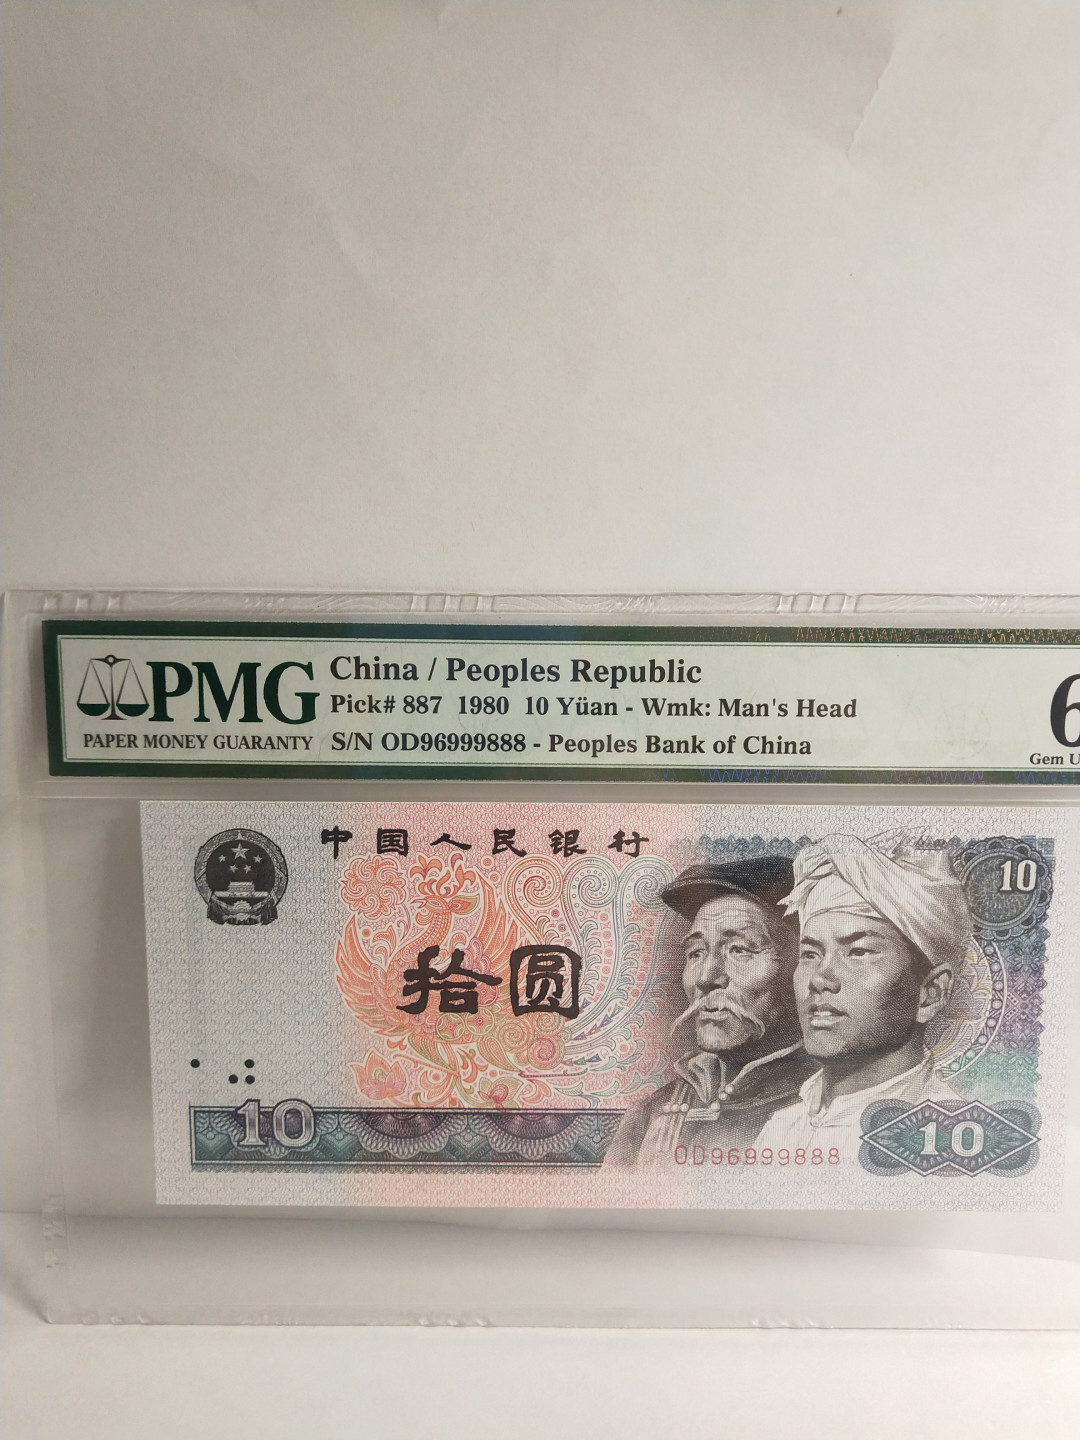 PMG
PAPER MONEY GUARANTY
China / Peoples Republic
Pick# 887 1980 10 Yüan - Wmk: Man's Head
S/N OD96999888 - Peoples Bank of China
6
Gem U
中国人民银行
10
拾圆
10
OD96999888
10